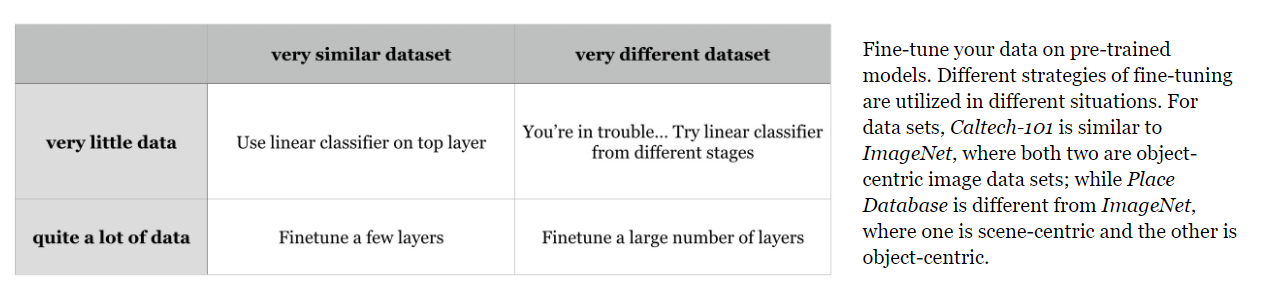 very similar dataset
very different dataset
very little data
Use linear classifier on top layer
You're in trouble... Try linear classifier
from different stages
quite a lot of data
Finetune a few layers
Finetune a large number of layers
Fine-tune your data on pre-trained
models. Different strategies of fine-tuning
are utilized in different situations. For
data sets, Caltech-101 is similar to
ImageNet, where both two are object-
centric image data sets; while Place
Database is different from ImageNet,
where one is scene-centric and the other is
object-centric.